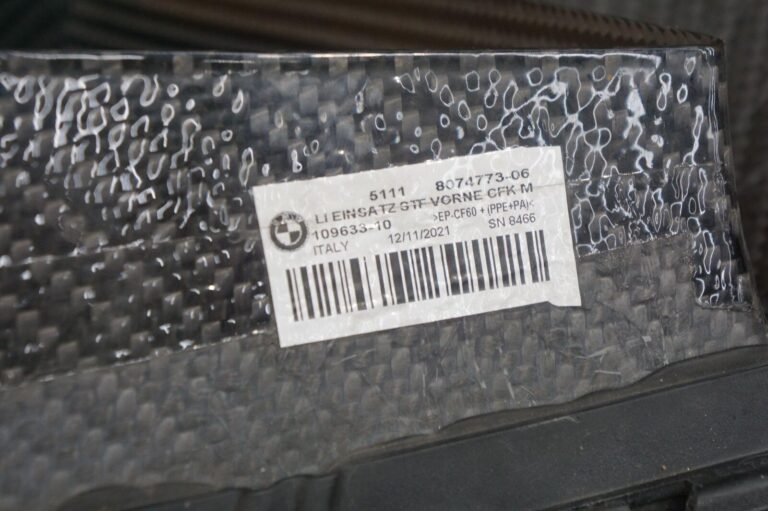 5111 8074773-06
LI EINSATZ STF VORNE CFK M
109633-10 >EP-CF60 + (PPE+PA)<
ITALY 12/11/2021 SN 8466